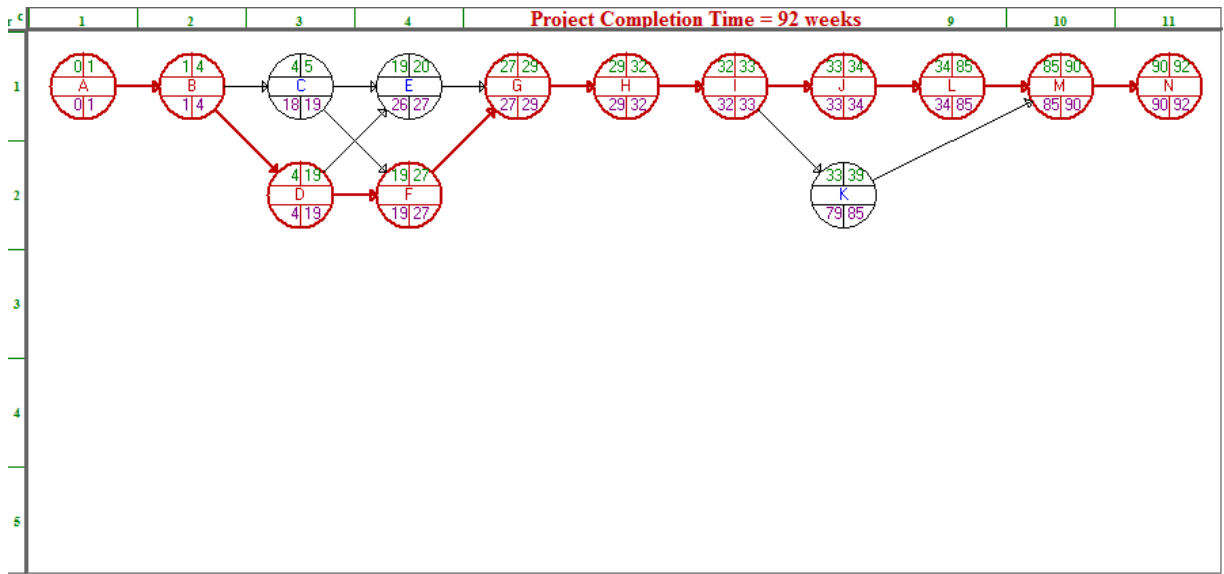 r c 1 2 3 4 Project Completion Time = 92 weeks 9 10 11
0 1 1 4 4 5 19 20 27 29 29 32 32 33 33 34 34 85 85 90 90 92
1 A B C E G H I J L M N
0 1 1 4 18 19 26 27 27 29 29 32 32 33 33 34 34 85 85 90 90 92
4 19 19 27 33 39
2 D F K
4 19 19 27 79 85
3
4
5